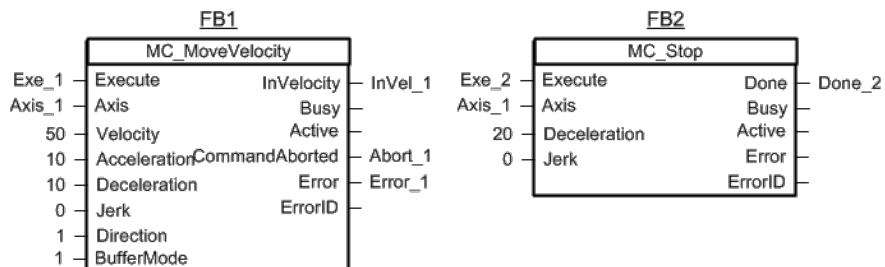 FB1
MC_MoveVelocity
Exe_1 Execute InVelocity InVel_1
Axis_1 Axis Busy
50 Velocity Active
10 Acceleration CommandAborted Abort_1
10 Deceleration Error Error_1
0 Jerk ErrorID
1 Direction
1 BufferMode
FB2
MC_Stop
Exe_2 Execute Done Done_2
Axis_1 Axis Busy
20 Deceleration Active
0 Jerk Error
ErrorID